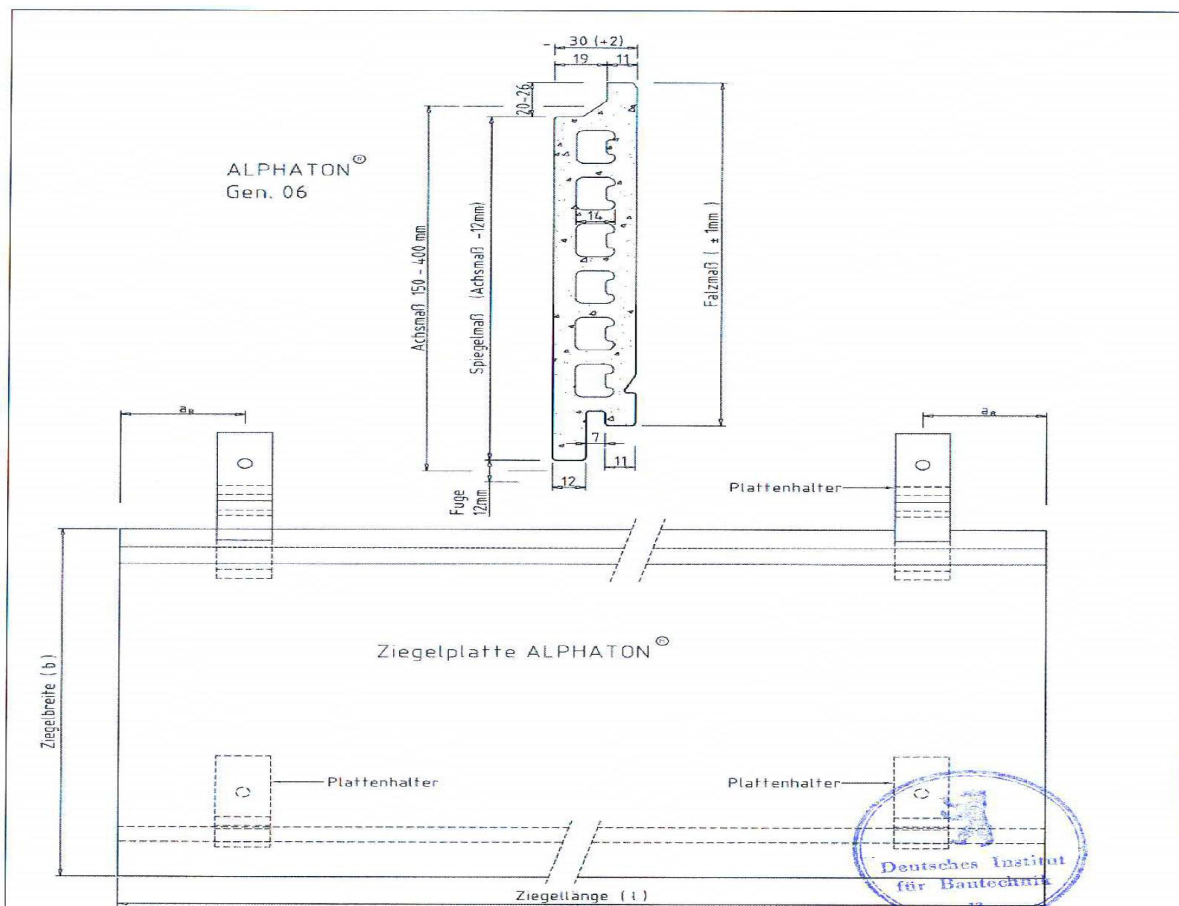 30 (+2)
19
11
20-26
ALPHATON®
Gen. 06
Achsmaß 150 - 400 mm
Spiegelmaß (Achsmaß -12mm)
14
Falzmaß ( ± 1mm )
7
12
11
Fuge
12mm
aR
aR
Plattenhalter
Ziegelplatte ALPHATON®
Ziegelbreite (b)
Plattenhalter
Plattenhalter
Deutsches Institut
für Bautechnik
Ziegellänge (l)